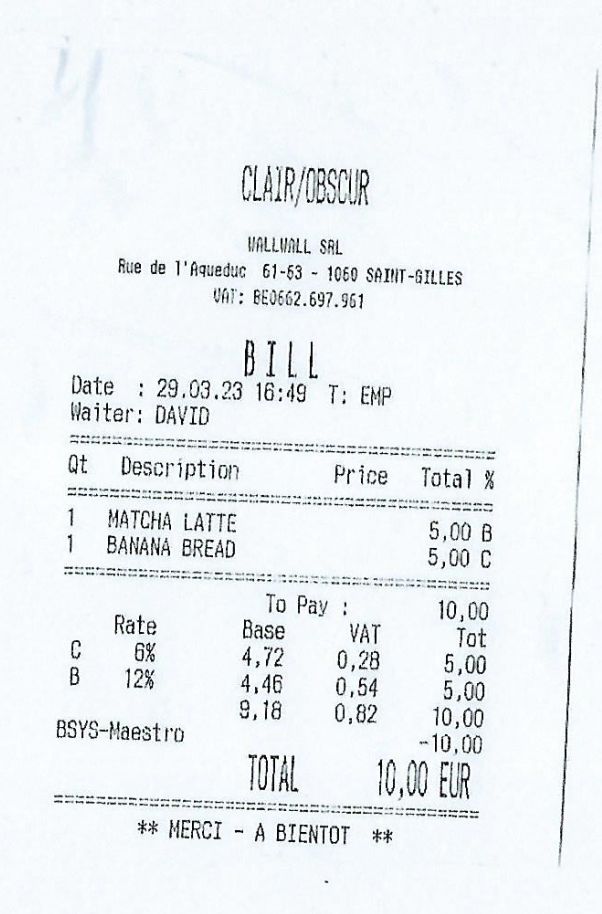 CLAIR/OBSCUR
WALLWALL SRL
Rue de l'Aqueduc 61-63 - 1060 SAINT-GILLES
VAT: BE0662.697.961
BILL
Date : 29.03.23 16:49 T: EMP
Waiter: DAVID
Qt Description Price Total %
1 MATCHA LATTE 5,00 B
1 BANANA BREAD 5,00 C
To Pay : 10,00
Rate Base VAT Tot
C 6% 4,72 0,28 5,00
B 12% 4,46 0,54 5,00
9,18 0,82 10,00
BSYS-Maestro -10,00
TOTAL 10,00 EUR
** MERCI - A BIENTOT **